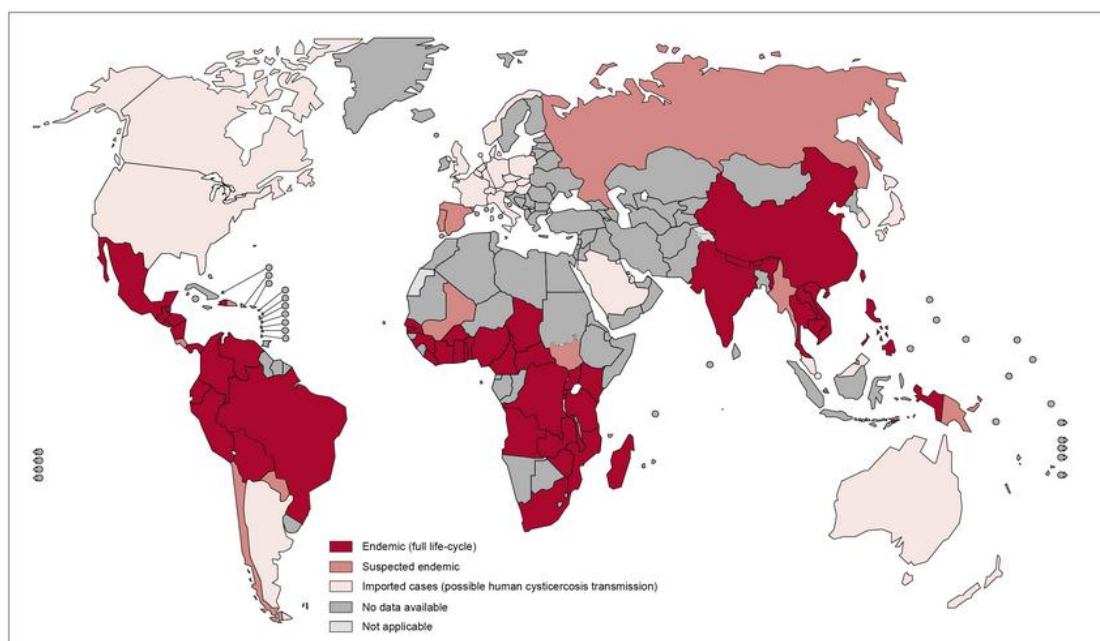 Endemic (full life-cycle)
Suspected endemic
Imported cases (possible human cysticercosis transmission)
No data available
Not applicable